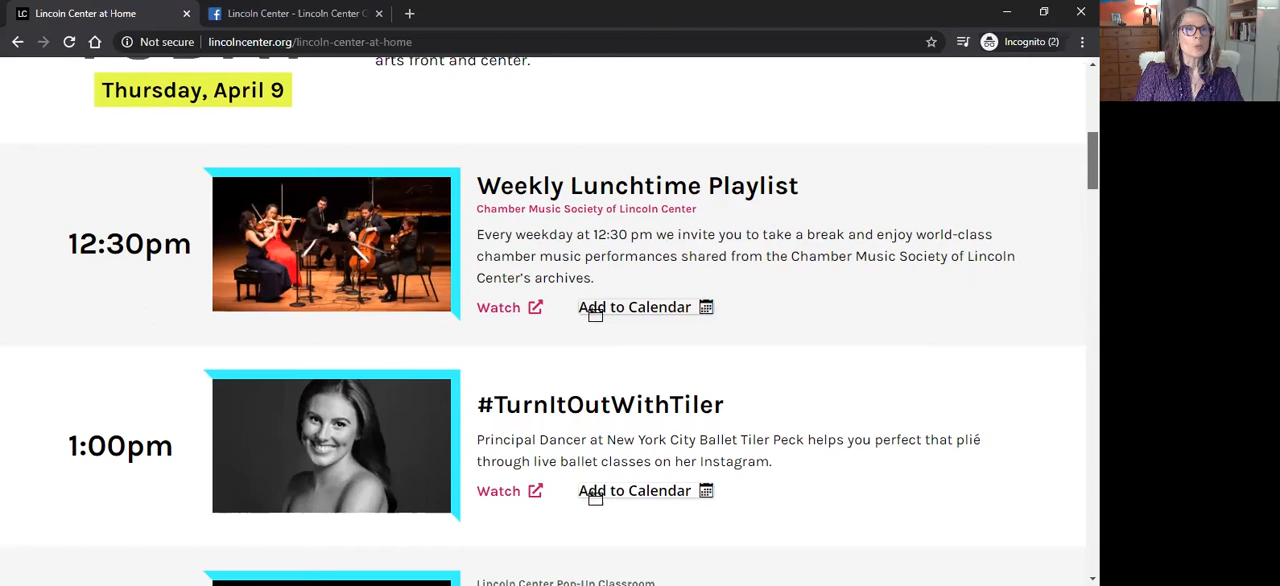 Lincoln Center at Home
Lincoln Center - Lincoln Center
Not secure
lincolncenter.org/lincoln-center-at-home
Incognito (2)
arts front and center.
Thursday, April 9
12:30pm
Weekly Lunchtime Playlist
Chamber Music Society of Lincoln Center
Every weekday at 12:30 pm we invite you to take a break and enjoy world-class
chamber music performances shared from the Chamber Music Society of Lincoln
Center's archives.
Watch Add to Calendar
1:00pm
#TurnItOutWithTiler
Principal Dancer at New York City Ballet Tiler Peck helps you perfect that plié
through live ballet classes on her Instagram.
Watch Add to Calendar
Lincoln Center Pop-Up Classroom